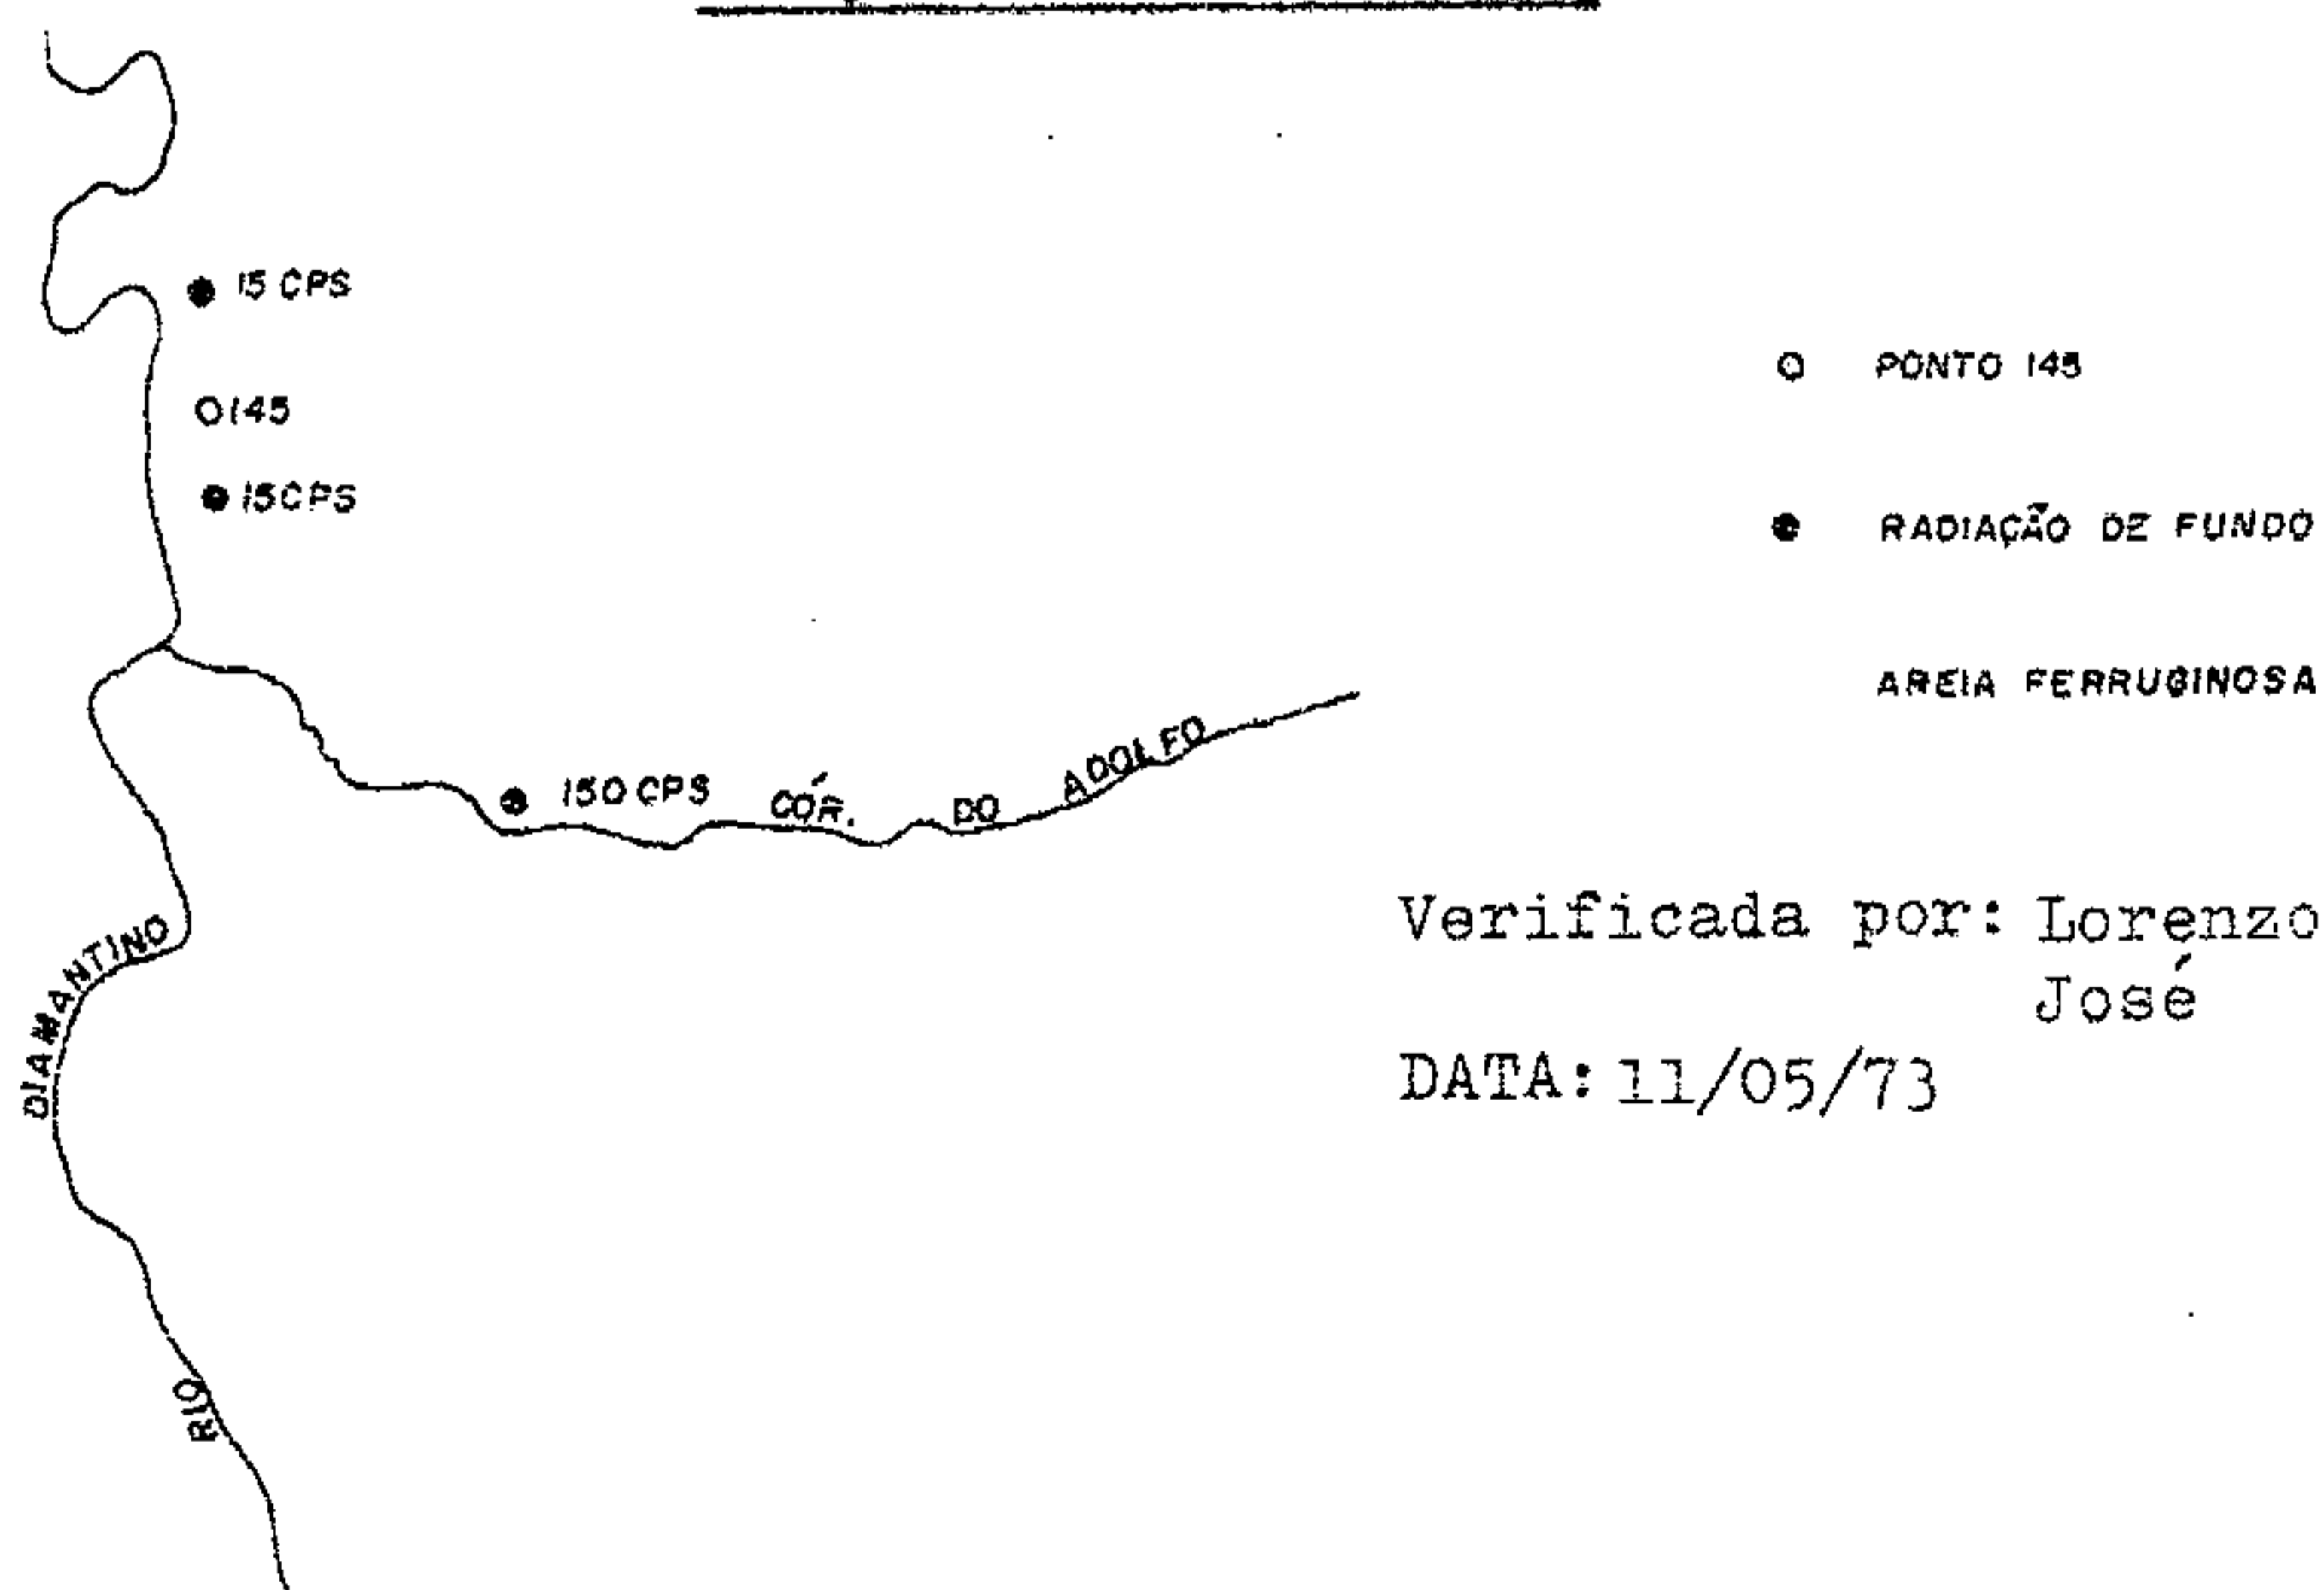 15 CPS
PONTO 145
145
15CPS
RADIAÇÃO DE FUNDO
AREIA FERRUGINOSA
150 CPS
CÓR. DO ADOLFO
Verificada por: Lorenzo
José
DATA: 11/05/73
RIO DIAMANTINO